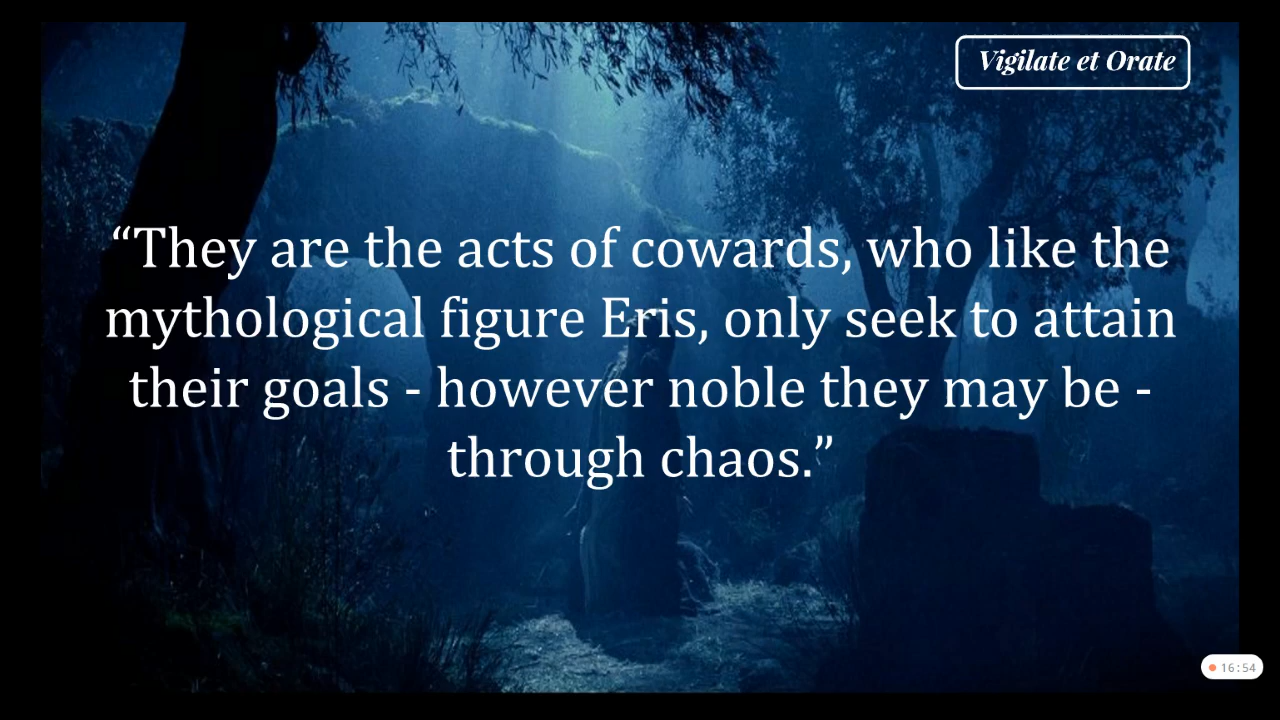 Vigilate et Orate
“They are the acts of cowards, who like the
mythological figure Eris, only seek to attain
their goals - however noble they may be -
through chaos.”
16:54